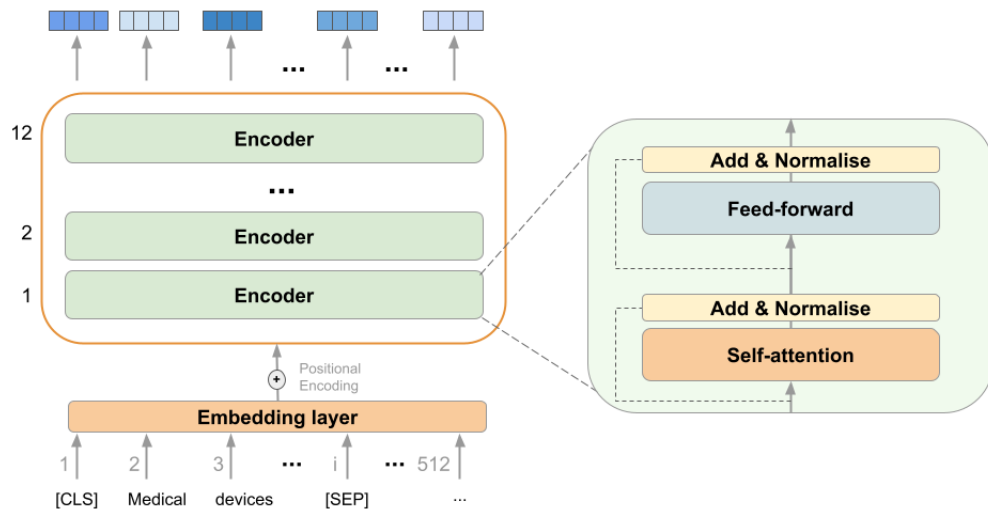 ...
...
12
Encoder
...
2
Encoder
1
Encoder
Positional
Encoding
+
Embedding layer
1 2 3 ... i ... 512
[CLS] Medical devices [SEP] ...
Add & Normalise
Feed-forward
Add & Normalise
Self-attention